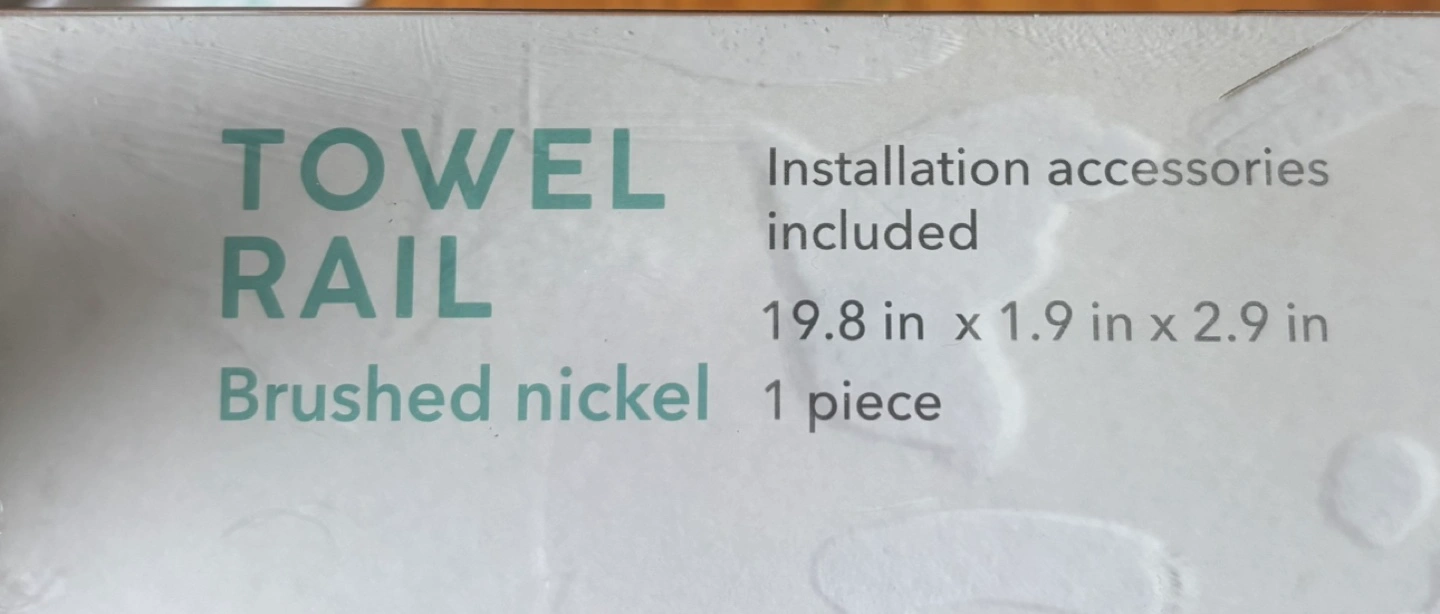 TOWEL
RAIL
Brushed nickel
Installation accessories
included
19.8 in x 1.9 in x 2.9 in
1 piece